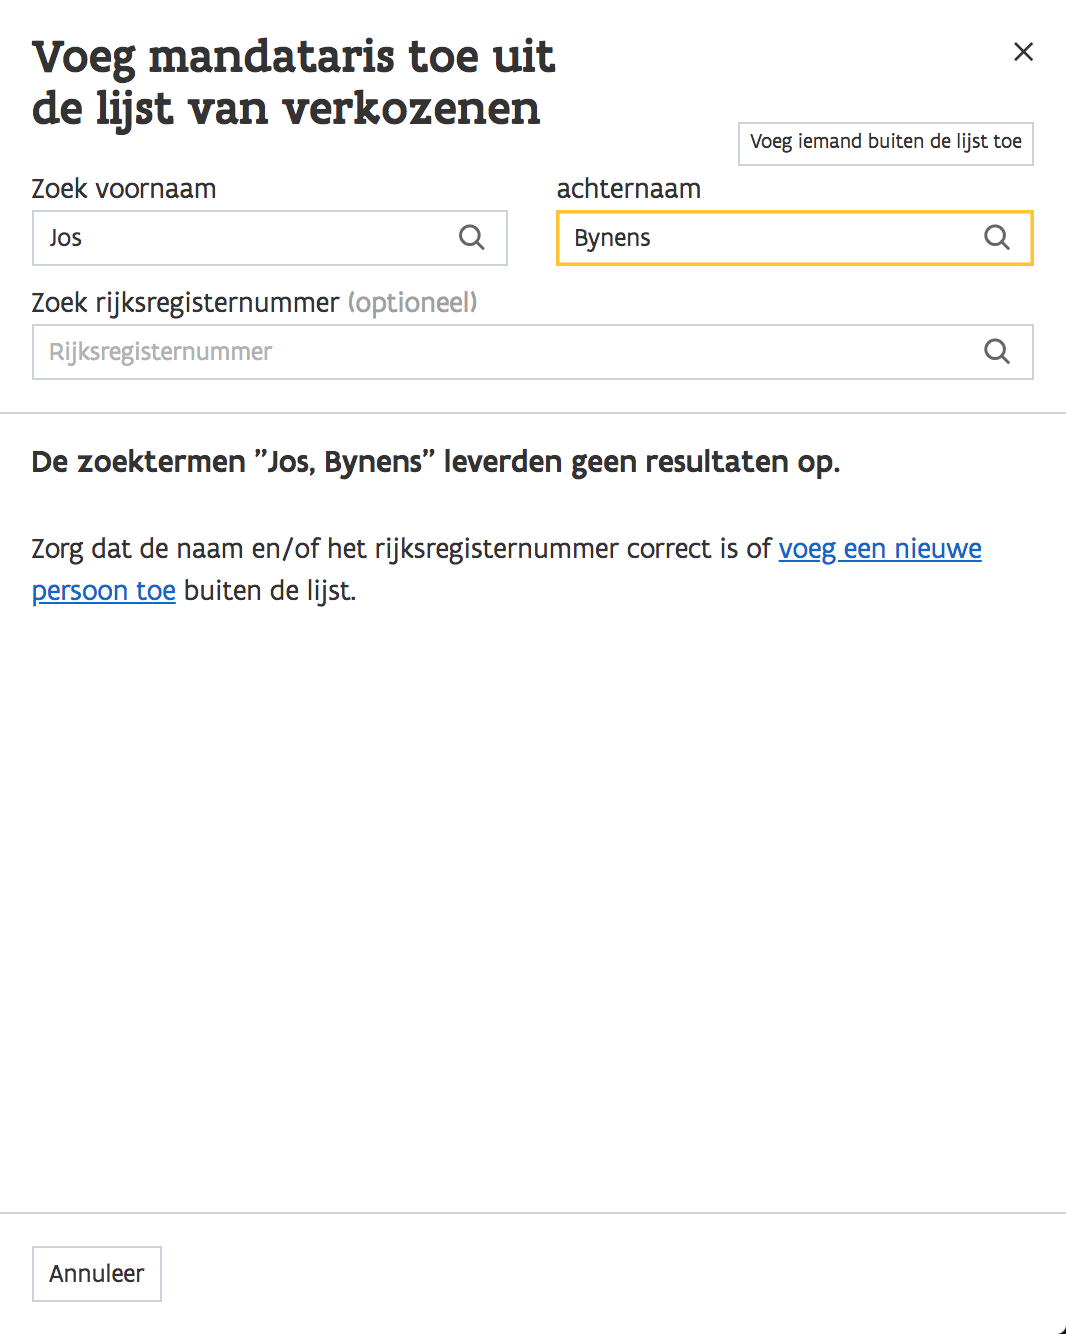 Voeg mandataris toe uit
de lijst van verkozenen
Voeg iemand buiten de lijst toe
Zoek voornaam
achternaam
Jos
Bynens
Zoek rijksregisternummer (optioneel)
Rijksregisternummer
De zoektermen ”Jos, Bynens” leverden geen resultaten op.
Zorg dat de naam en/of het rijksregisternummer correct is of voeg een nieuwe
persoon toe buiten de lijst.
Annuleer